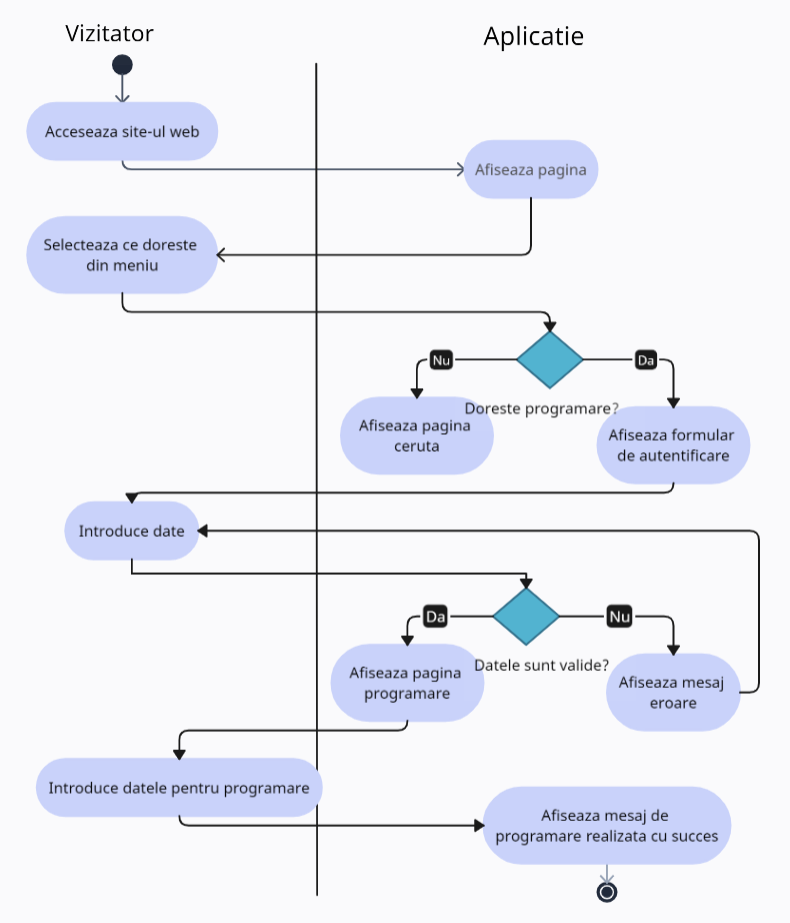 Vizitator
Aplicatie
Acceseaza site-ul web
Afiseaza pagina
Selecteaza ce doreste
din meniu
Nu
Da
Doreste programare?
Afiseaza pagina
ceruta
Afiseaza formular
de autentificare
Introduce date
Da
Nu
Datele sunt valide?
Afiseaza pagina
programare
Afiseaza mesaj
eroare
Introduce datele pentru programare
Afiseaza mesaj de
programare realizata cu succes